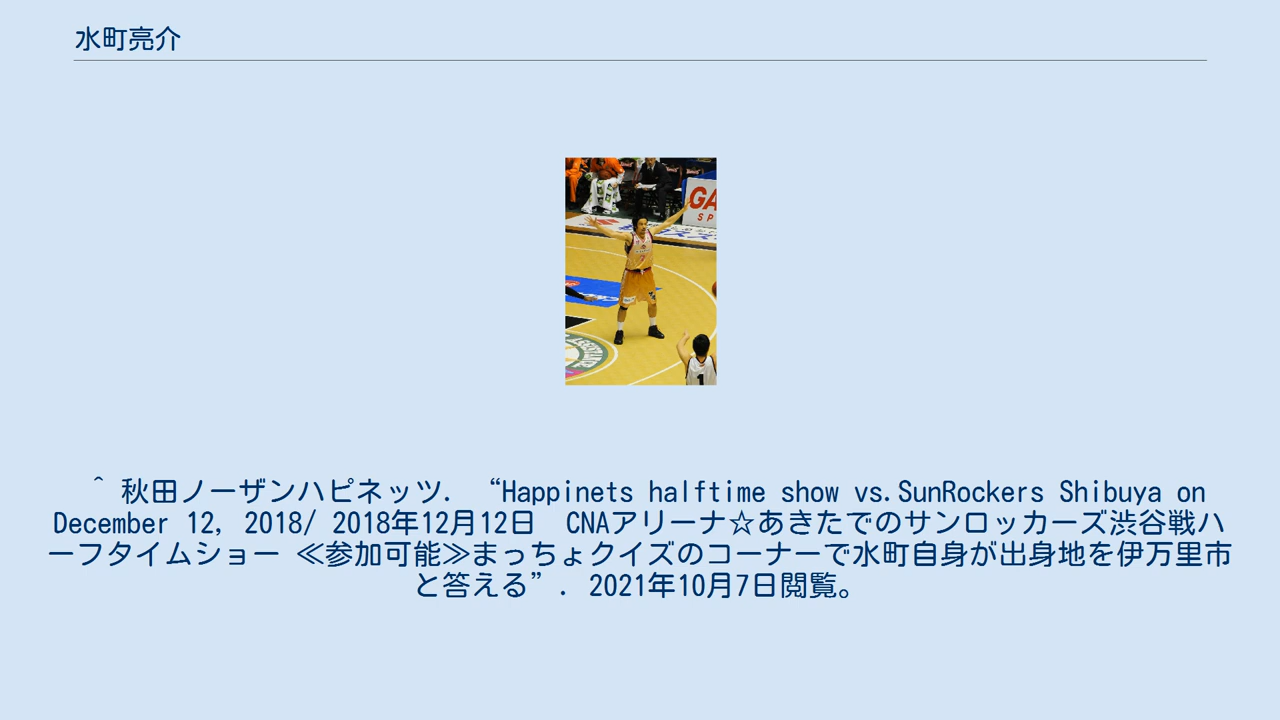 水町亮介
GA
SP
1
^ 秋田ノーザンハピネッツ. “Happinets halftime show vs.SunRockers Shibuya on
December 12, 2018/ 2018年12月12日　CNAアリーナ☆あきたでのサンロッカーズ渋谷戦ハ
ーフタイムショー ≪参加可能≫まっちょクイズのコーナーで水町自身が出身地を伊万里市
と答える”. 2021年10月7日閲覧。